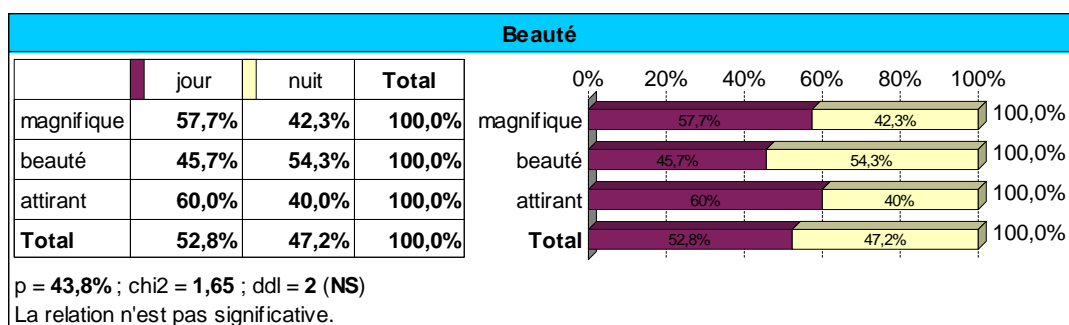 Beauté
jour nuit Total
magnifique 57,7% 42,3% 100,0%
beauté 45,7% 54,3% 100,0%
attirant 60,0% 40,0% 100,0%
Total 52,8% 47,2% 100,0%
0% 20% 40% 60% 80% 100%
magnifique 57,7% 42,3% 100,0%
beauté 45,7% 54,3% 100,0%
attirant 60% 40% 100,0%
Total 52,8% 47,2% 100,0%
p = 43,8% ; chi2 = 1,65 ; ddl = 2 (NS)
La relation n'est pas significative.